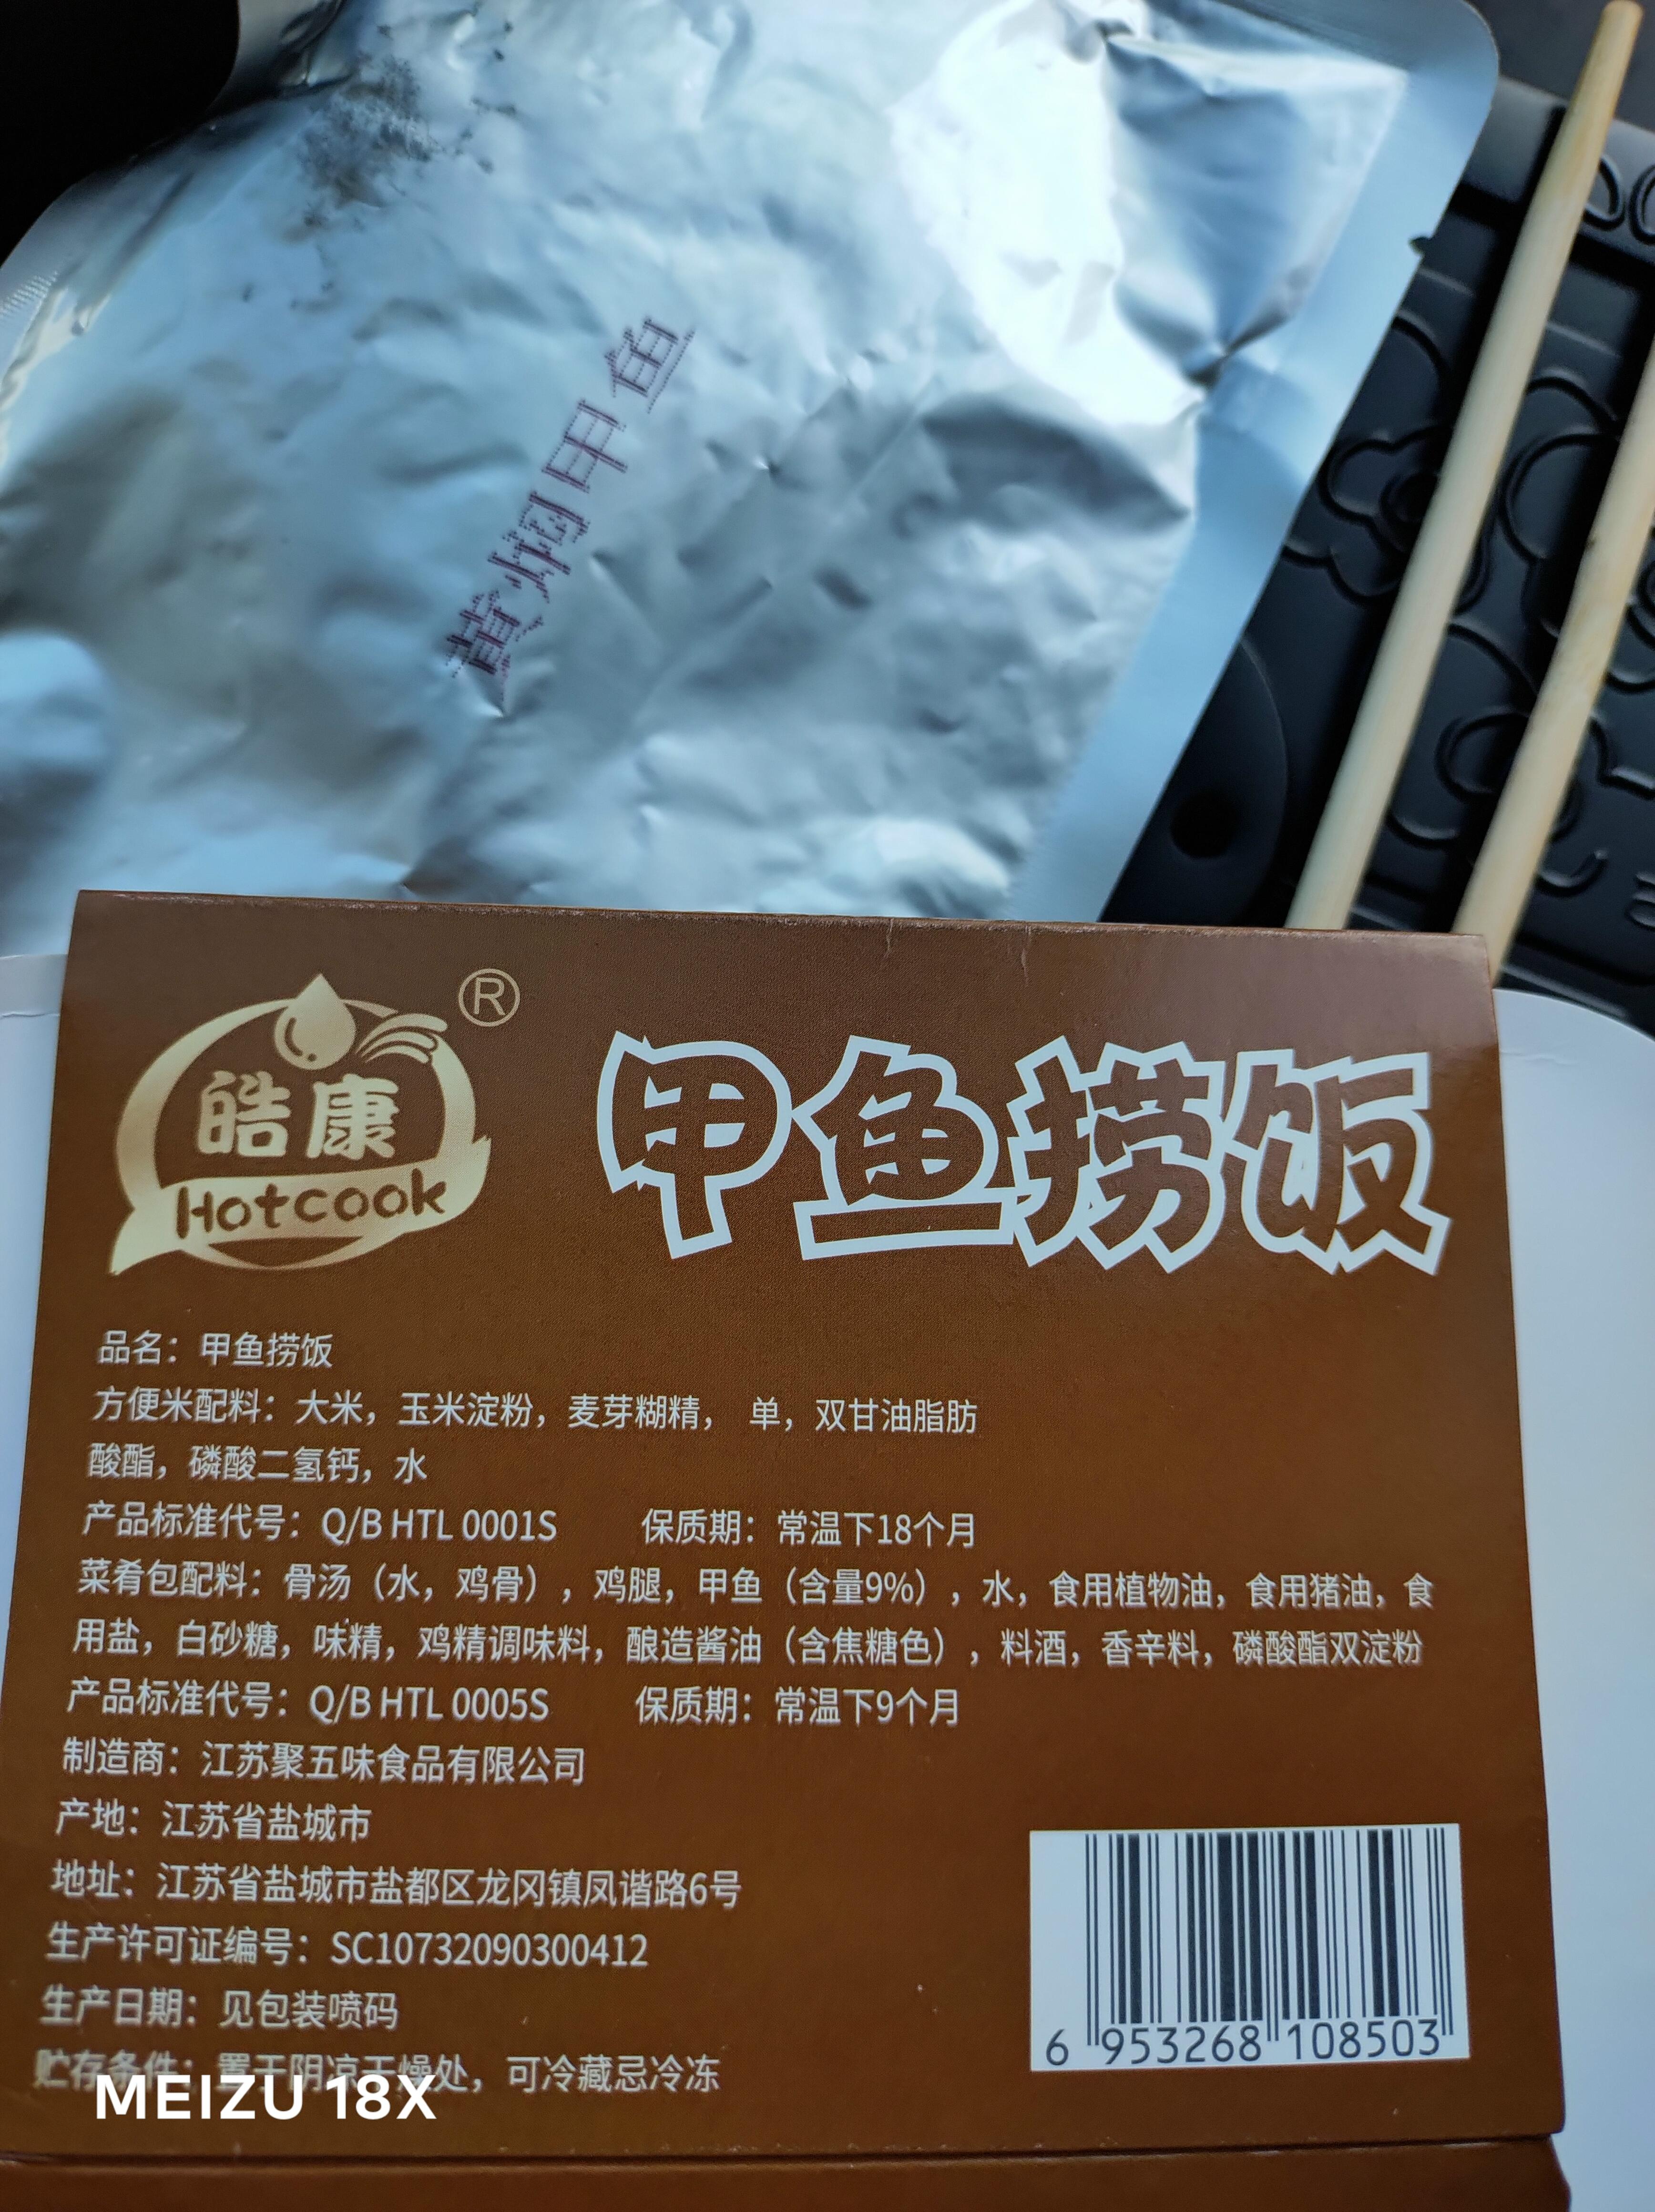 黄焖甲鱼
®
皓康
Hotcook
甲鱼捞饭
品名：甲鱼捞饭
方便米配料：大米，玉米淀粉，麦芽糊精， 单，双甘油脂肪
酸酯，磷酸二氢钙，水
产品标准代号：Q/B HTL 0001S 保质期：常温下18个月
菜肴包配料：骨汤（水，鸡骨），鸡腿，甲鱼（含量9%），水，食用植物油，食用猪油，食
用盐，白砂糖，味精，鸡精调味料，酿造酱油（含焦糖色），料酒，香辛料，磷酸酯双淀粉
产品标准代号：Q/B HTL 0005S 保质期：常温下9个月
制造商：江苏聚五味食品有限公司
产地：江苏省盐城市
地址：江苏省盐城市盐都区龙冈镇凤谐路6号
生产许可证编号：SC10732090300412
生产日期：见包装喷码
贮存条件：置于阴凉干燥处，可冷藏忌冷冻
6 953268 108503
MEIZU 18X